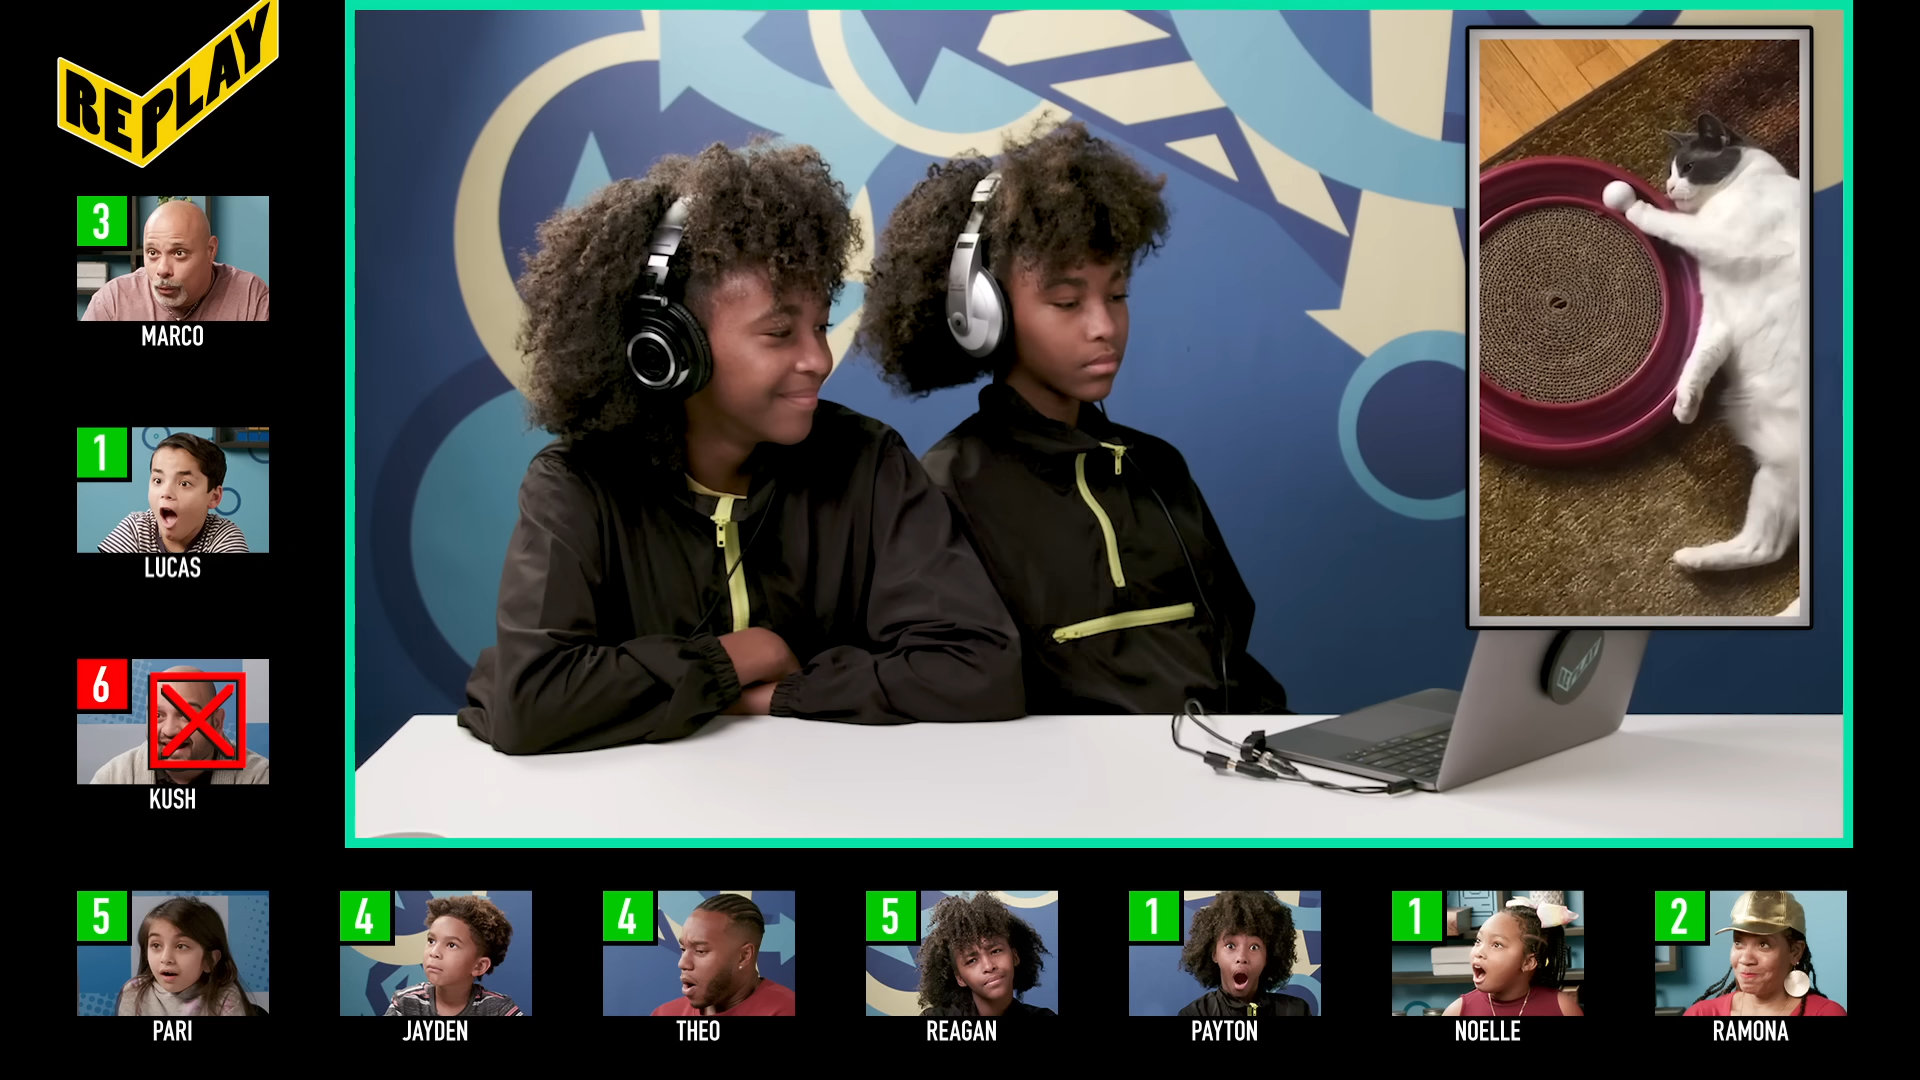 REPLAY
3
MARCO
1
LUCAS
6
KUSH
REPLAY
5
PARI
4
JAYDEN
4
THEO
5
REAGAN
1
PAYTON
1
NOELLE
2
RAMONA